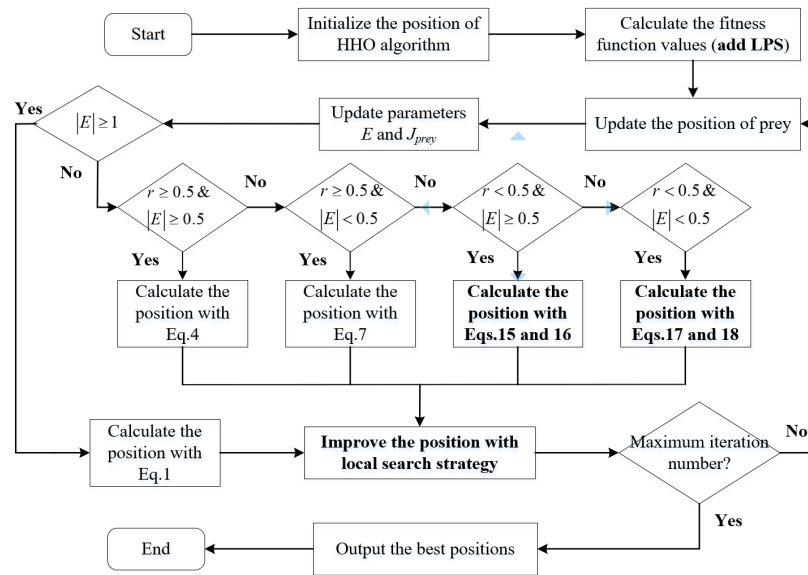 Start
Initialize the position of
HHO algorithm
Calculate the fitness
function values (add LPS)
Yes
|E| ≥ 1
Update parameters
E and J_prey
Update the position of prey
No
r ≥ 0.5 &
|E| ≥ 0.5
No
r ≥ 0.5 &
|E| < 0.5
No
r < 0.5 &
|E| ≥ 0.5
No
r < 0.5 &
|E| < 0.5
Yes
Yes
Yes
Yes
Calculate the
position with
Eq.4
Calculate the
position with
Eq.7
Calculate the
position with
Eqs.15 and 16
Calculate the
position with
Eqs.17 and 18
Calculate the
position with
Eq.1
Improve the position with
local search strategy
Maximum iteration
number?
No
Yes
End
Output the best positions